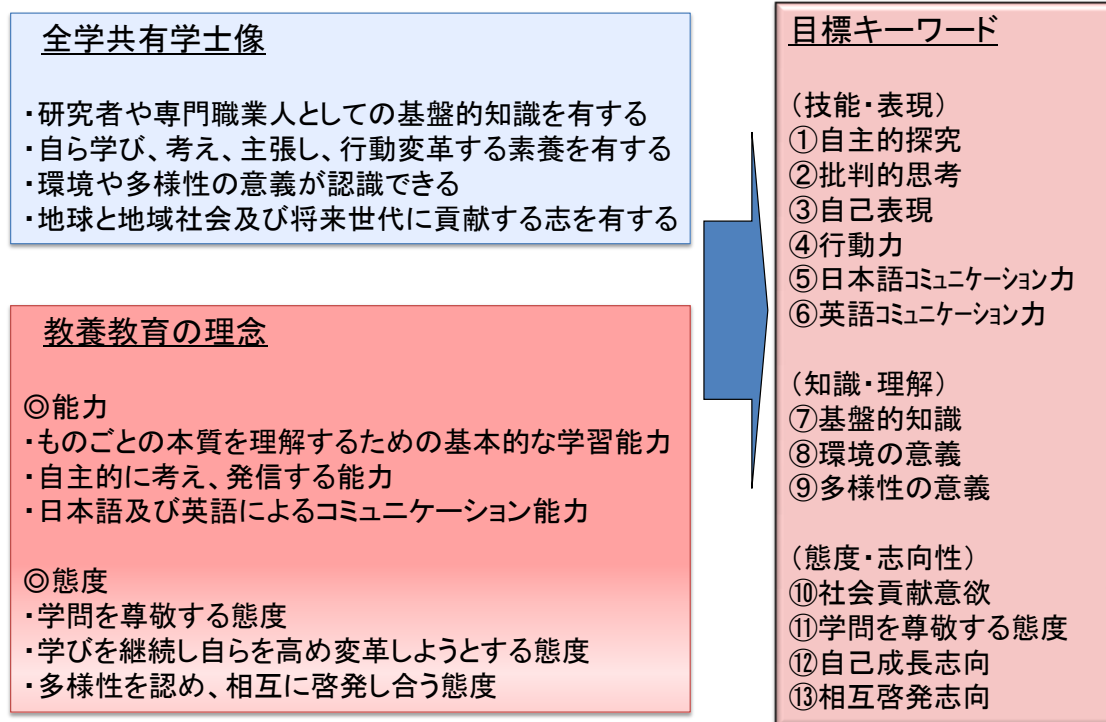 全学共有学士像
・研究者や専門職業人としての基盤的知識を有する
・自ら学び、考え、主張し、行動変革する素養を有する
・環境や多様性の意義が認識できる
・地球と地域社会及び将来世代に貢献する志を有する
教養教育の理念
◎能力
・ものごとの本質を理解するための基本的な学習能力
・自主的に考え、発信する能力
・日本語及び英語によるコミュニケーション能力
◎態度
・学問を尊敬する態度
・学びを継続し自らを高め変革しようとする態度
・多様性を認め、相互に啓発し合う態度
目標キーワード
（技能・表現）
①自主的探究
②批判的思考
③自己表現
④行動力
⑤日本語ｺﾐｭﾆｹｰｼｮﾝ力
⑥英語ｺﾐｭﾆｹｰｼｮﾝ力
（知識・理解）
⑦基盤的知識
⑧環境の意義
⑨多様性の意義
（態度・志向性）
⑩社会貢献意欲
⑪学問を尊敬する態度
⑫自己成長志向
⑬相互啓発志向